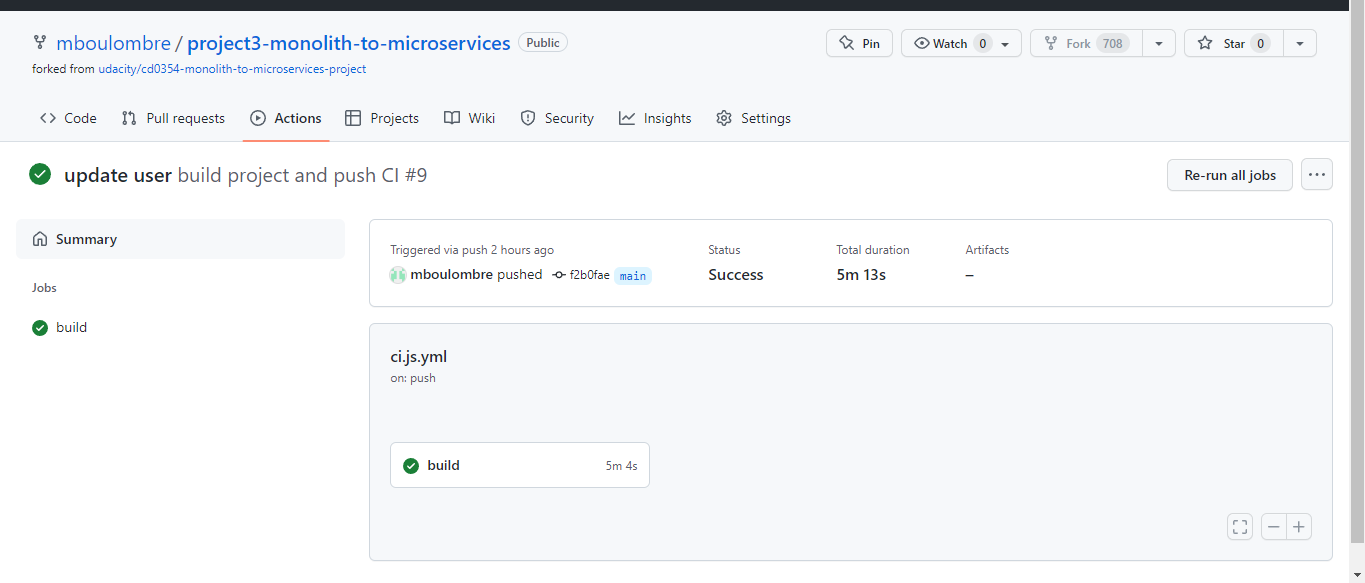 mboulombre / project3-monolith-to-microservices Public
Pin Watch 0 Fork 708 Star 0
forked from udacity/cd0354-monolith-to-microservices-project
Code Pull requests Actions Projects Wiki Security Insights Settings
update user build project and push CI #9
Re-run all jobs ...
Summary
Jobs
build
Triggered via push 2 hours ago
mboulombre pushed f2b0fae main
Status
Success
Total duration
5m 13s
Artifacts
–
ci.js.yml
on: push
build 5m 4s